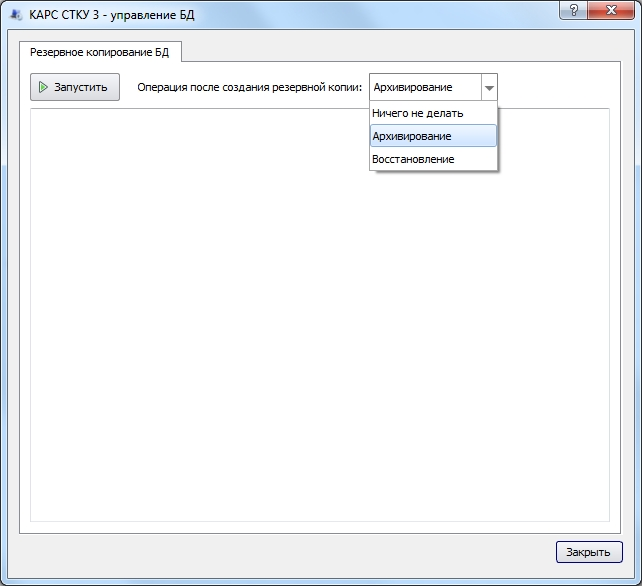 КАРС СТКУ 3 - управление БД
?
Резервное копирование БД
Запустить Операция после создания резервной копии: Архивирование
Ничего не делать
Архивирование
Восстановление
Закрыть